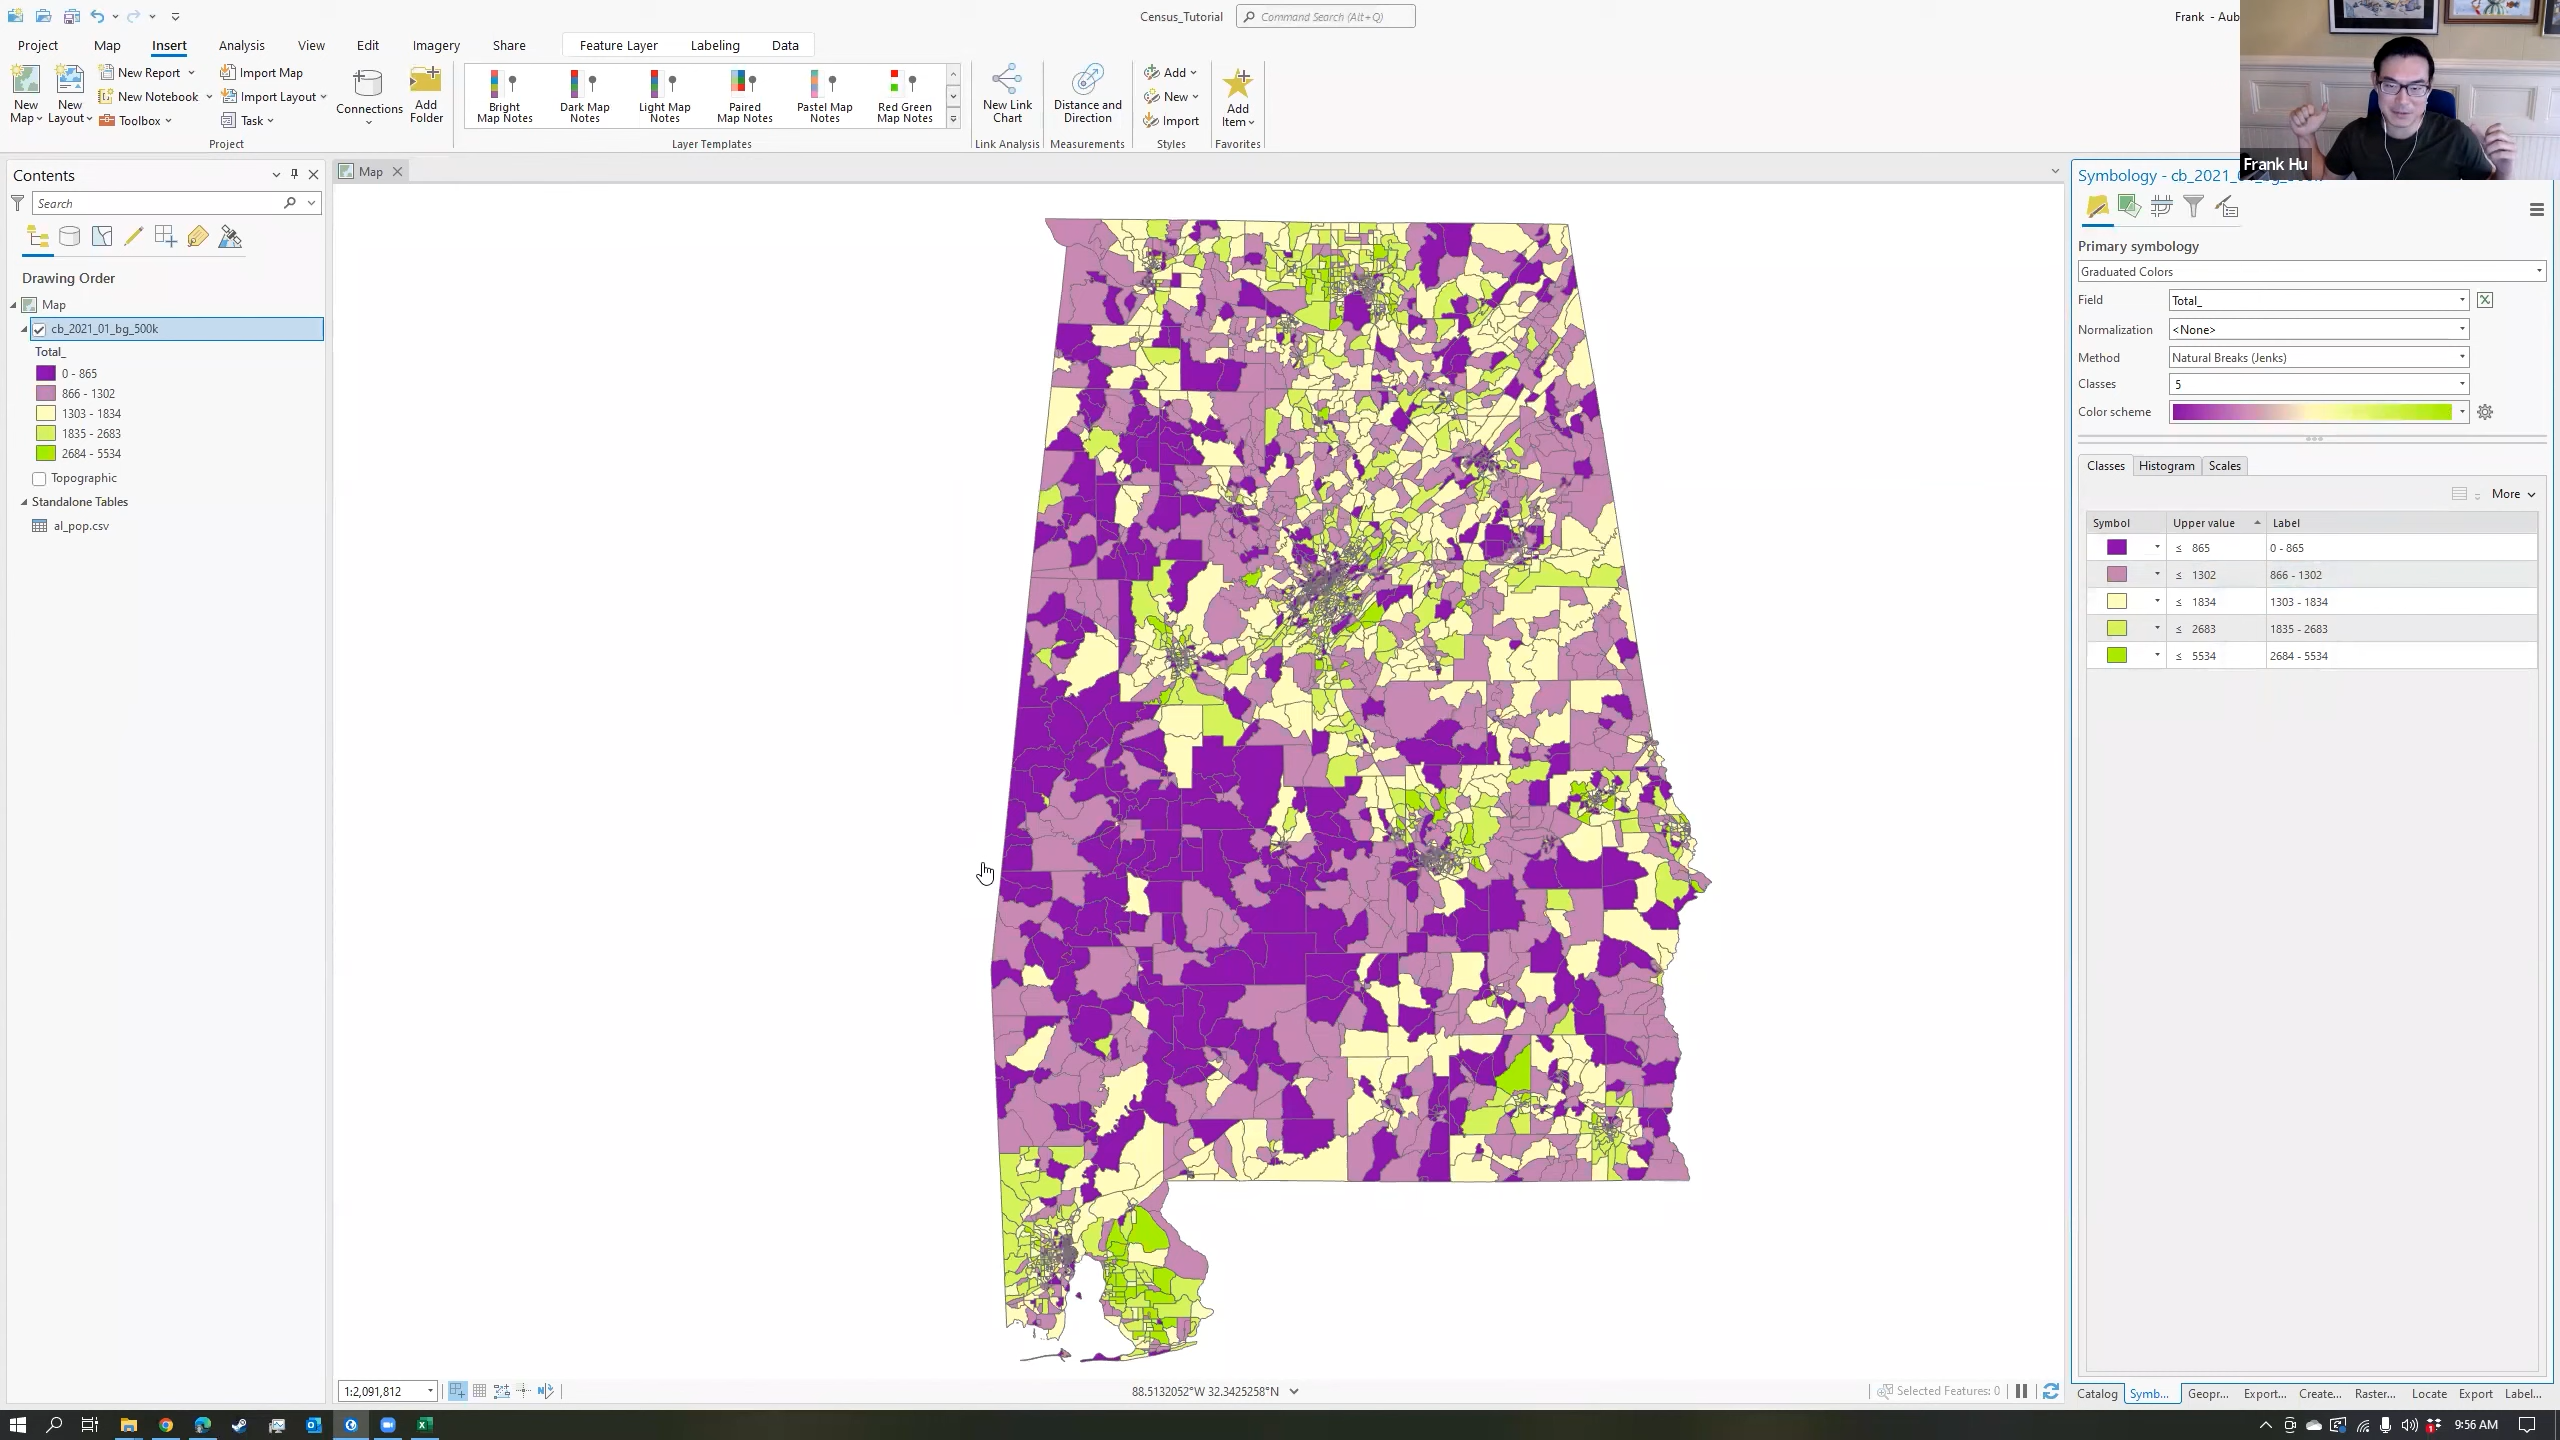 Census_Tutorial
Command Search (Alt+Q)
Frank - Aub
Project
Map
Insert
Analysis
View
Edit
Imagery
Share
Feature Layer
Labeling
Data
New Map
New Layout
New Report
New Notebook
Toolbox
Import Map
Import Layout
Task
Connections
Add Folder
Bright Map Notes
Dark Map Notes
Light Map Notes
Paired Map Notes
Pastel Map Notes
Red Green Map Notes
New Link Chart
Distance and Direction
Add
New
Import
Add Item
Project
Layer Templates
Link Analysis
Measurements
Styles
Favorites
Frank Hu
Contents
Search
Drawing Order
Map
cb_2021_01_bg_500k
Total_
0 - 865
866 - 1302
1303 - 1834
1835 - 2683
2684 - 5534
Topographic
Standalone Tables
al_pop.csv
Map
1:2,091,812
88.5132052°W 32.3425258°N
Selected Features: 0
Symbology - cb_2021_
Primary symbology
Graduated Colors
Field Total_
Normalization <None>
Method Natural Breaks (Jenks)
Classes 5
Color scheme
Classes
Histogram
Scales
More
Symbol Upper value Label
≤ 865 0 - 865
≤ 1302 866 - 1302
≤ 1834 1303 - 1834
≤ 2683 1835 - 2683
≤ 5534 2684 - 5534
Catalog
Symb...
Geopr...
Export...
Create...
Raster...
Locate
Export
Label...
9:56 AM